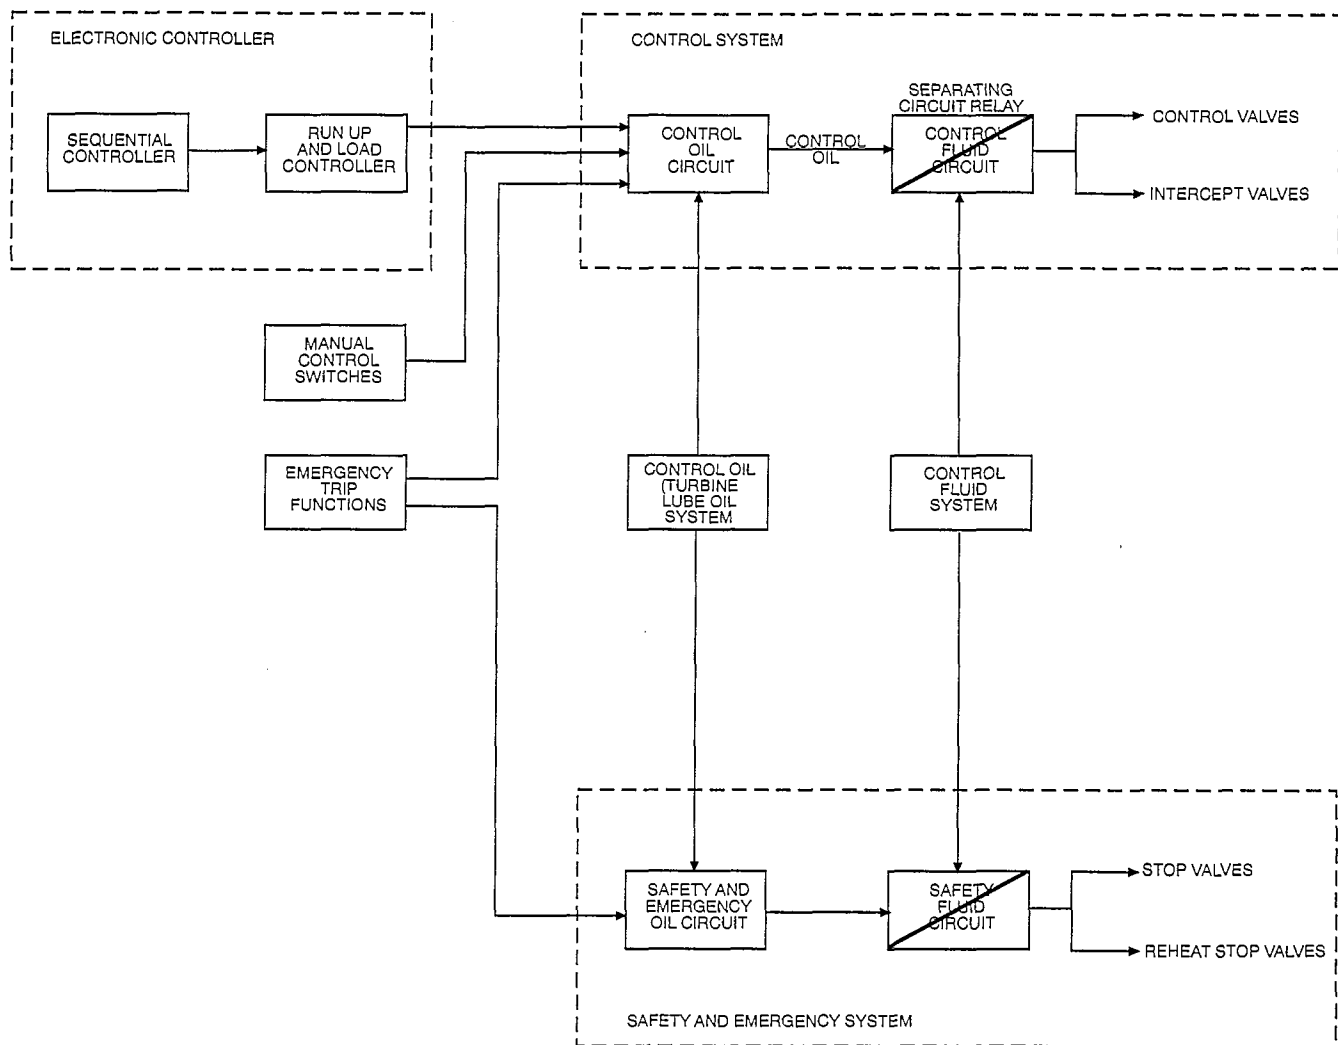 ELECTRONIC CONTROLLER
CONTROL SYSTEM
SEQUENTIAL
CONTROLLER
RUN UP
AND LOAD
CONTROLLER
CONTROL
OIL
CIRCUIT
CONTROL
OIL
SEPARATING
CIRCUIT RELAY
CONTROL
FLUID
CIRCUIT
CONTROL VALVES
INTERCEPT VALVES
MANUAL
CONTROL
SWITCHES
EMERGENCY
TRIP
FUNCTIONS
CONTROL OIL
(TURBINE
LUBE OIL
SYSTEM
CONTROL
FLUID
SYSTEM
SAFETY AND
EMERGENCY
OIL CIRCUIT
SAFETY
FLUID
CIRCUIT
STOP VALVES
REHEAT STOP VALVES
SAFETY AND EMERGENCY SYSTEM